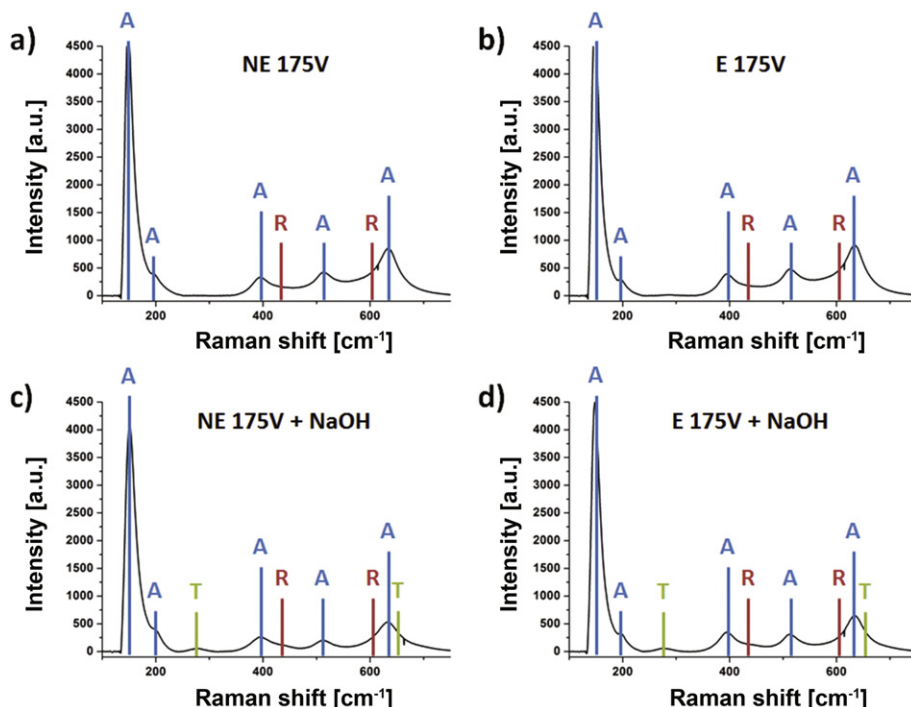 a)
NE 175V
A
A
A
R
A
R
A
Intensity [a.u.]
4500
4000
3500
3000
2500
2000
1500
1000
500
0
200
400
600
Raman shift [cm⁻¹]
b)
E 175V
A
A
A
R
A
R
A
Intensity [a.u.]
4500
4000
3500
3000
2500
2000
1500
1000
500
0
200
400
600
Raman shift [cm⁻¹]
c)
NE 175V + NaOH
A
A
T
A
R
A
R
A
T
Intensity [a.u.]
4500
4000
3500
3000
2500
2000
1500
1000
500
0
200
400
600
Raman shift [cm⁻¹]
d)
E 175V + NaOH
A
A
T
A
R
A
R
A
T
Intensity [a.u.]
4500
4000
3500
3000
2500
2000
1500
1000
500
0
200
400
600
Raman shift [cm⁻¹]